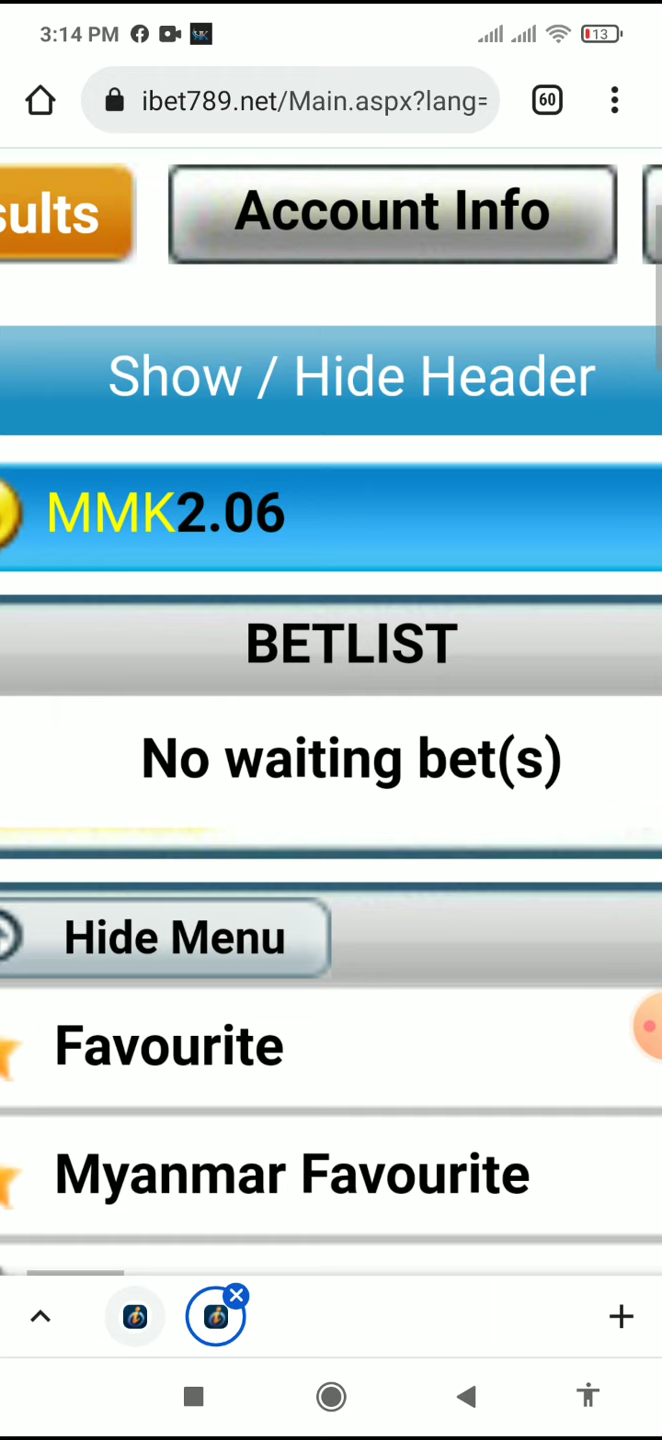 3:14 PM
13
ibet789.net/Main.aspx?lang=
60
sults
Account Info
Show / Hide Header
MMK2.06
BETLIST
No waiting bet(s)
Hide Menu
Favourite
Myanmar Favourite